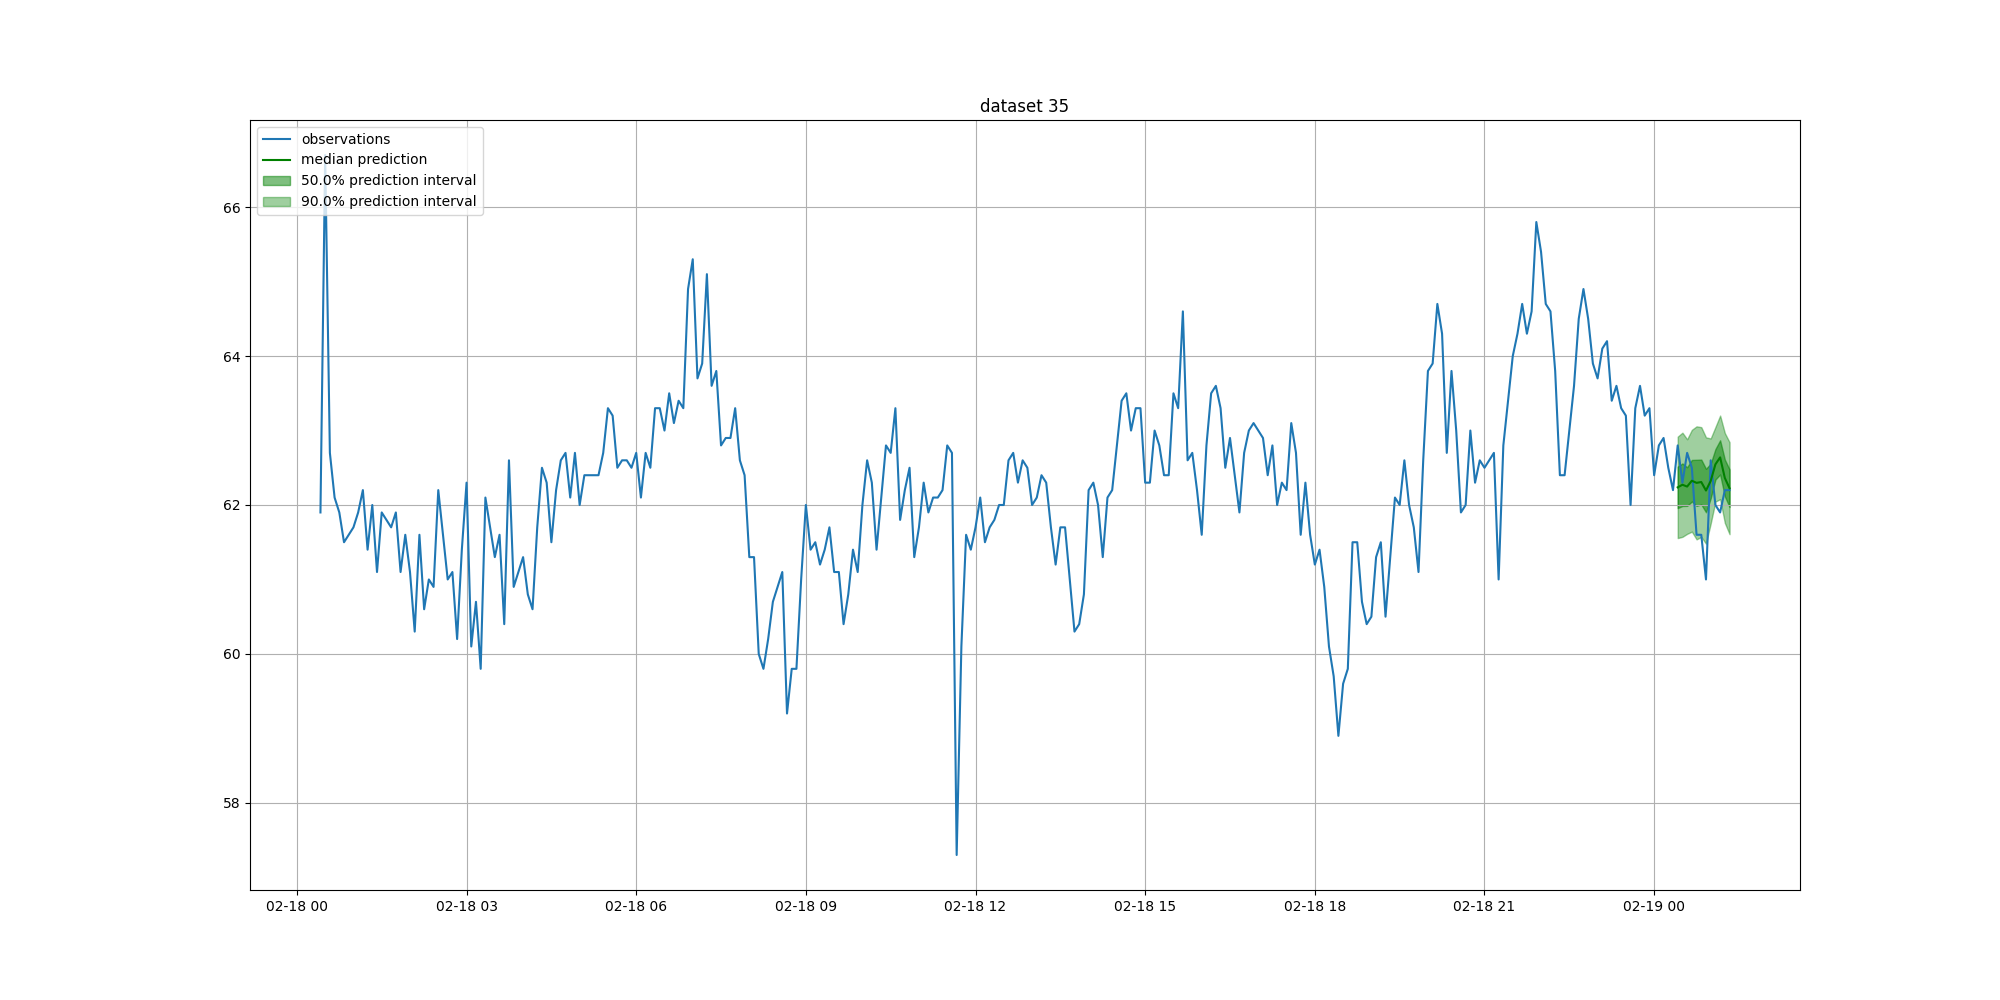 dataset 35
observations
median prediction
50.0% prediction interval
90.0% prediction interval
66
64
62
60
58
02-18 00
02-18 03
02-18 06
02-18 09
02-18 12
02-18 15
02-18 18
02-18 21
02-19 00